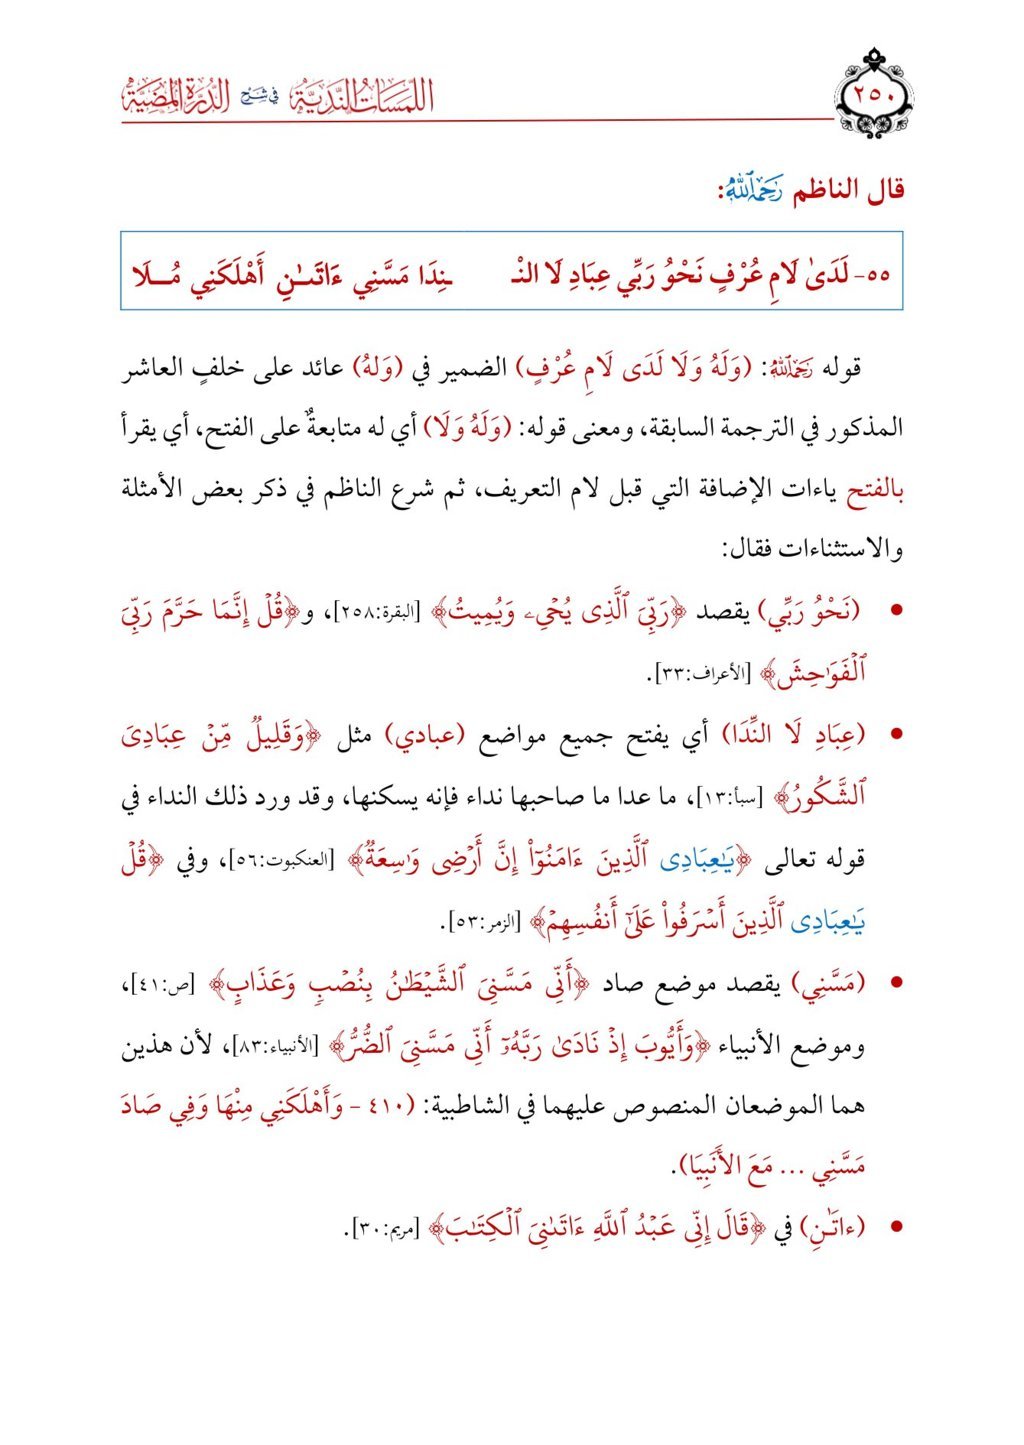 اللمسات الندية في شرح الدرة المضية
٢٥٠
قال الناظم رَحِمَهُ ٱللَّهُ:
٥٥- لَدَىٰ لَامِ عُرْفٍ نَحْوُ رَبِّي عِبَادِ لَا النْـ ـنِدَا مَسَّنِي ءَاتَـٰنِ أَهْلَكَنِي مُـلَا
قوله رَحِمَهُ ٱللَّهُ: (وَلَهُ وَلَا لَدَى لَامِ عُرْفٍ) الضمير في (وَلهُ) عائد على خلفٍ العاشر
المذكور في الترجمة السابقة، ومعنى قوله: (وَلَهُ وَلَا) أي له متابعةٌ على الفتح، أي يقرأ
بالفتح ياءات الإضافة التي قبل لام التعريف، ثم شرع الناظم في ذكر بعض الأمثلة
والاستثناءات فقال:
• (نَحْوُ رَبِّي) يقصد ﴿رَبِّيَ ٱلَّذِى يُحْيِۦ وَيُمِيتُ﴾ [البقرة:٢٥٨]، و﴿قُلْ إِنَّمَا حَرَّمَ رَبِّيَ
ٱلْفَوَٰحِشَ﴾ [الأعراف:٣٣].
• (عِبَادِ لَا النِّدَا) أي يفتح جميع مواضع (عبادي) مثل ﴿وَقَلِيلٌ مِّنْ عِبَادِىَ
ٱلشَّكُورُ﴾ [سبأ:١٣]، ما عدا ما صاحبها نداء فإنه يسكنها، وقد ورد ذلك النداء في
قوله تعالى ﴿يَـٰعِبَادِى ٱلَّذِينَ ءَامَنُوٓا۟ إِنَّ أَرْضِى وَٰسِعَةٌ﴾ [العنكبوت:٥٦]، وفي ﴿قُلْ
يَـٰعِبَادِى ٱلَّذِينَ أَسْرَفُوا۟ عَلَىٰٓ أَنفُسِهِمْ﴾ [الزمر:٥٣].
• (مَسَّنِي) يقصد موضع صاد ﴿أَنِّى مَسَّنِىَ ٱلشَّيْطَـٰنُ بِنُصْبٍ وَعَذَابٍ﴾ [ص:٤١]،
وموضع الأنبياء ﴿وَأَيُّوبَ إِذْ نَادَىٰ رَبَّهُۥٓ أَنِّى مَسَّنِىَ ٱلضُّرُّ﴾ [الأنبياء:٨٣]، لأن هذين
هما الموضعان المنصوص عليهما في الشاطبية: (٤١٠ - وَأَهْلَكَنِي مِنْهَا وَفِي صَادَ
مَسَّنِي ... مَعَ الأَنبِيَا).
• (ءاتَـٰنِ) في ﴿قَالَ إِنِّى عَبْدُ ٱللَّهِ ءَاتَىٰنِىَ ٱلْكِتَـٰبَ﴾ [مريم:٣٠].